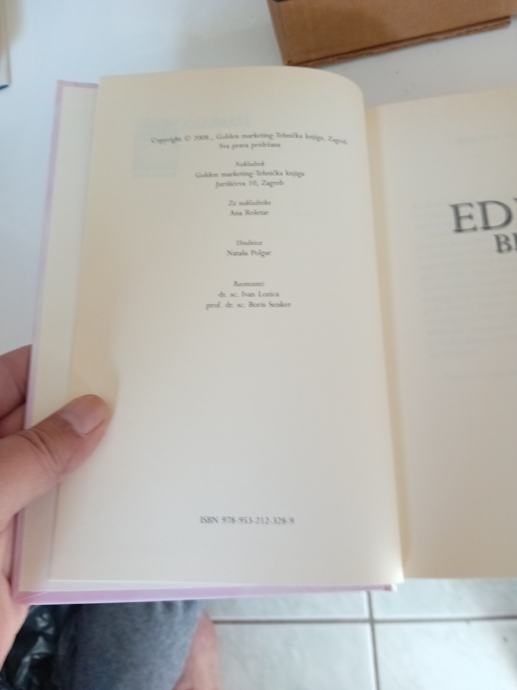 Copyright © 2008., Golden marketing-Tehnička knjiga, Zagreb
Sva prava pridržana
Nakladnik
Golden marketing-Tehnička knjiga
Jurišićeva 10, Zagreb
Za nakladnika
Ana Rešetar
Urednica
Nataša Polgar
Recenzenti
dr. sc. Ivan Lozica
prof. dr. sc. Boris Senker
ISBN 978-953-212-328-9